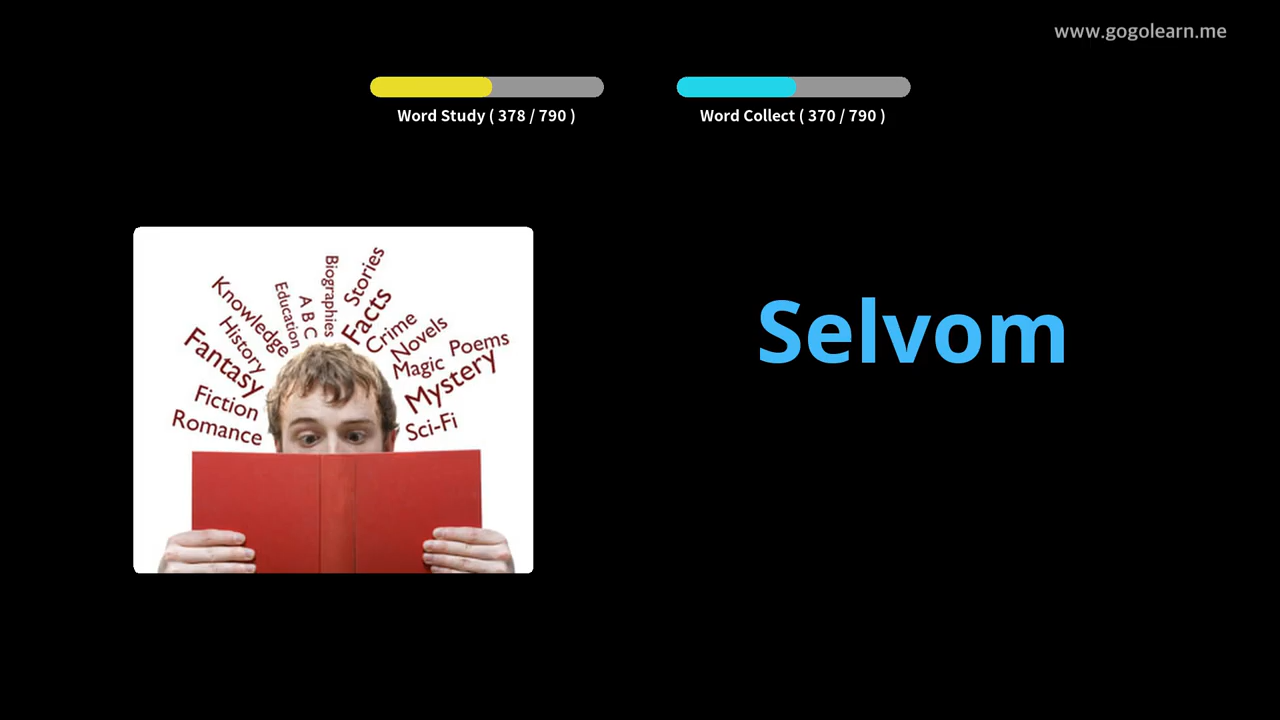 www.gogolearn.me
Word Study ( 378 / 790 )
Word Collect ( 370 / 790 )
Selvom
Biographies
Stories
Education
A B C
Facts
Knowledge
Crime
History
Novels
Poems
Fantasy
Magic
Mystery
Fiction
Sci-Fi
Romance